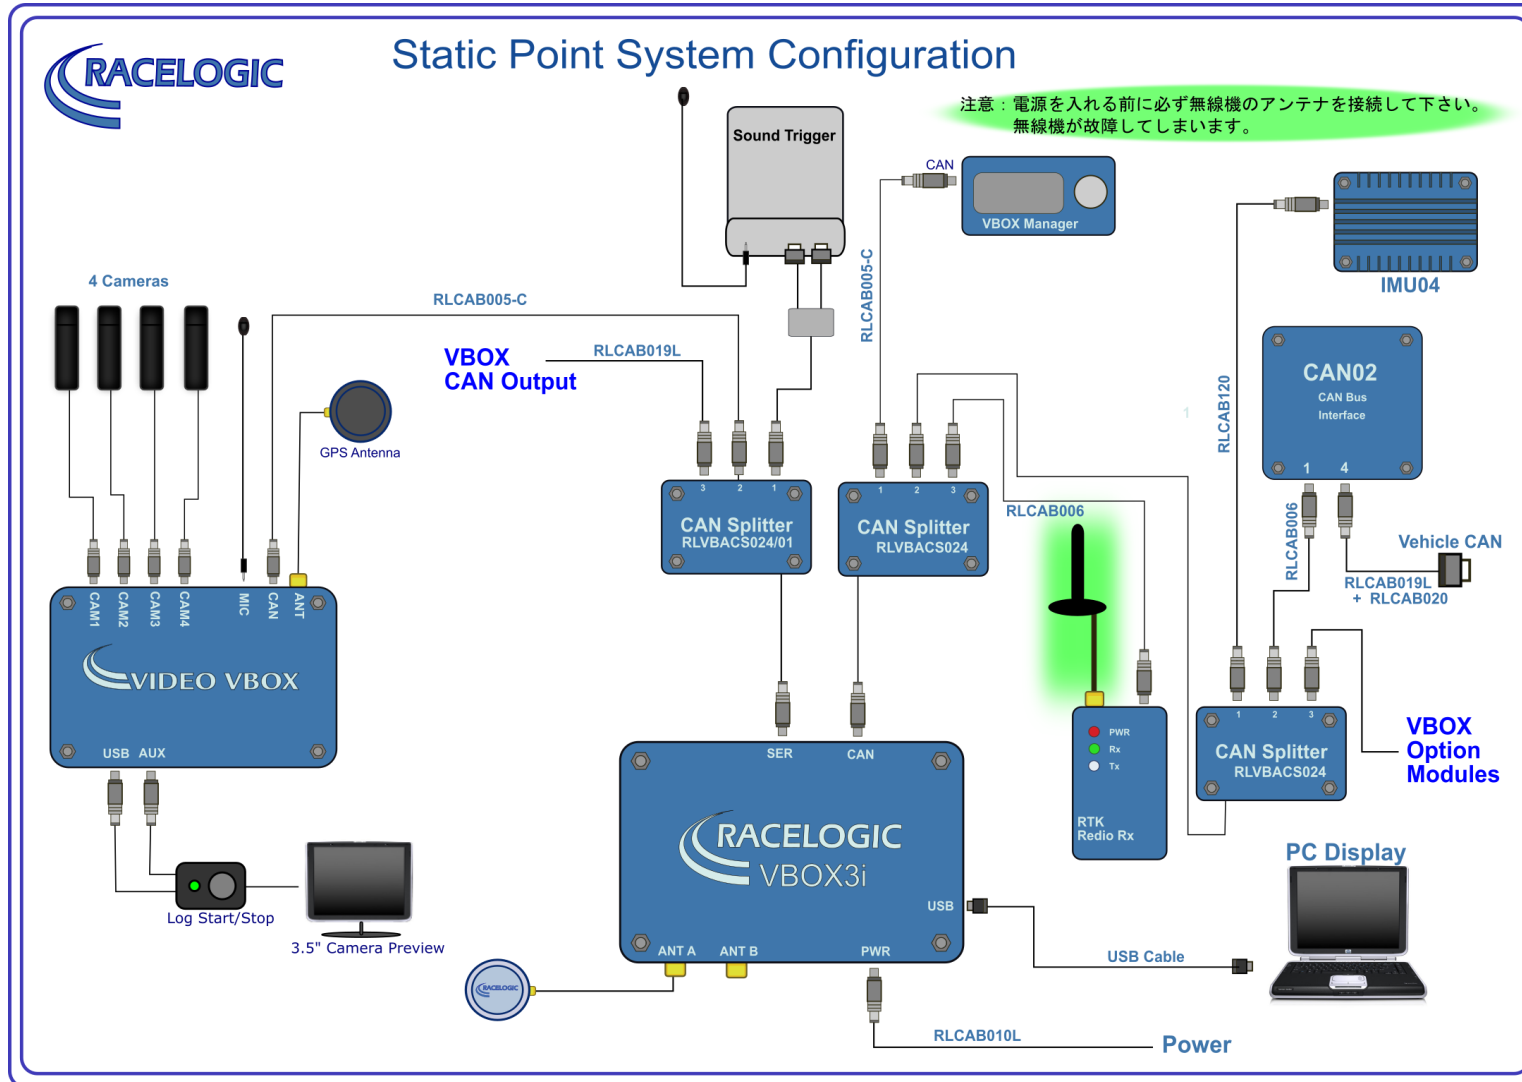 RACELOGIC
Static Point System Configuration
注意：電源を入れる前に必ず無線機のアンテナを接続して下さい。
無線機が故障してしまいます。
Sound Trigger
CAN
VBOX Manager
IMU04
4 Cameras
RLCAB005-C
RLCAB005-C
VBOX
CAN Output
RLCAB019L
GPS Antenna
RLCAB120
1
CAN02
CAN Bus
Interface
1 4
3 2 1
CAN Splitter
RLVBACS024/01
1 2 3
CAN Splitter
RLVBACS024
RLCAB006
RLCAB006
Vehicle CAN
RLCAB019L
+ RLCAB020
CAM1
CAM2
CAM3
CAM4
MIC
CAN
ANT
VIDEO VBOX
USB AUX
Log Start/Stop
3.5" Camera Preview
SER CAN
RACELOGIC
VBOX3i
USB
ANT A ANT B PWR
RACELOGIC
PWR
Rx
Tx
RTK
Redio Rx
1 2 3
CAN Splitter
RLVBACS024
VBOX
Option
Modules
PC Display
USB Cable
RLCAB010L
Power